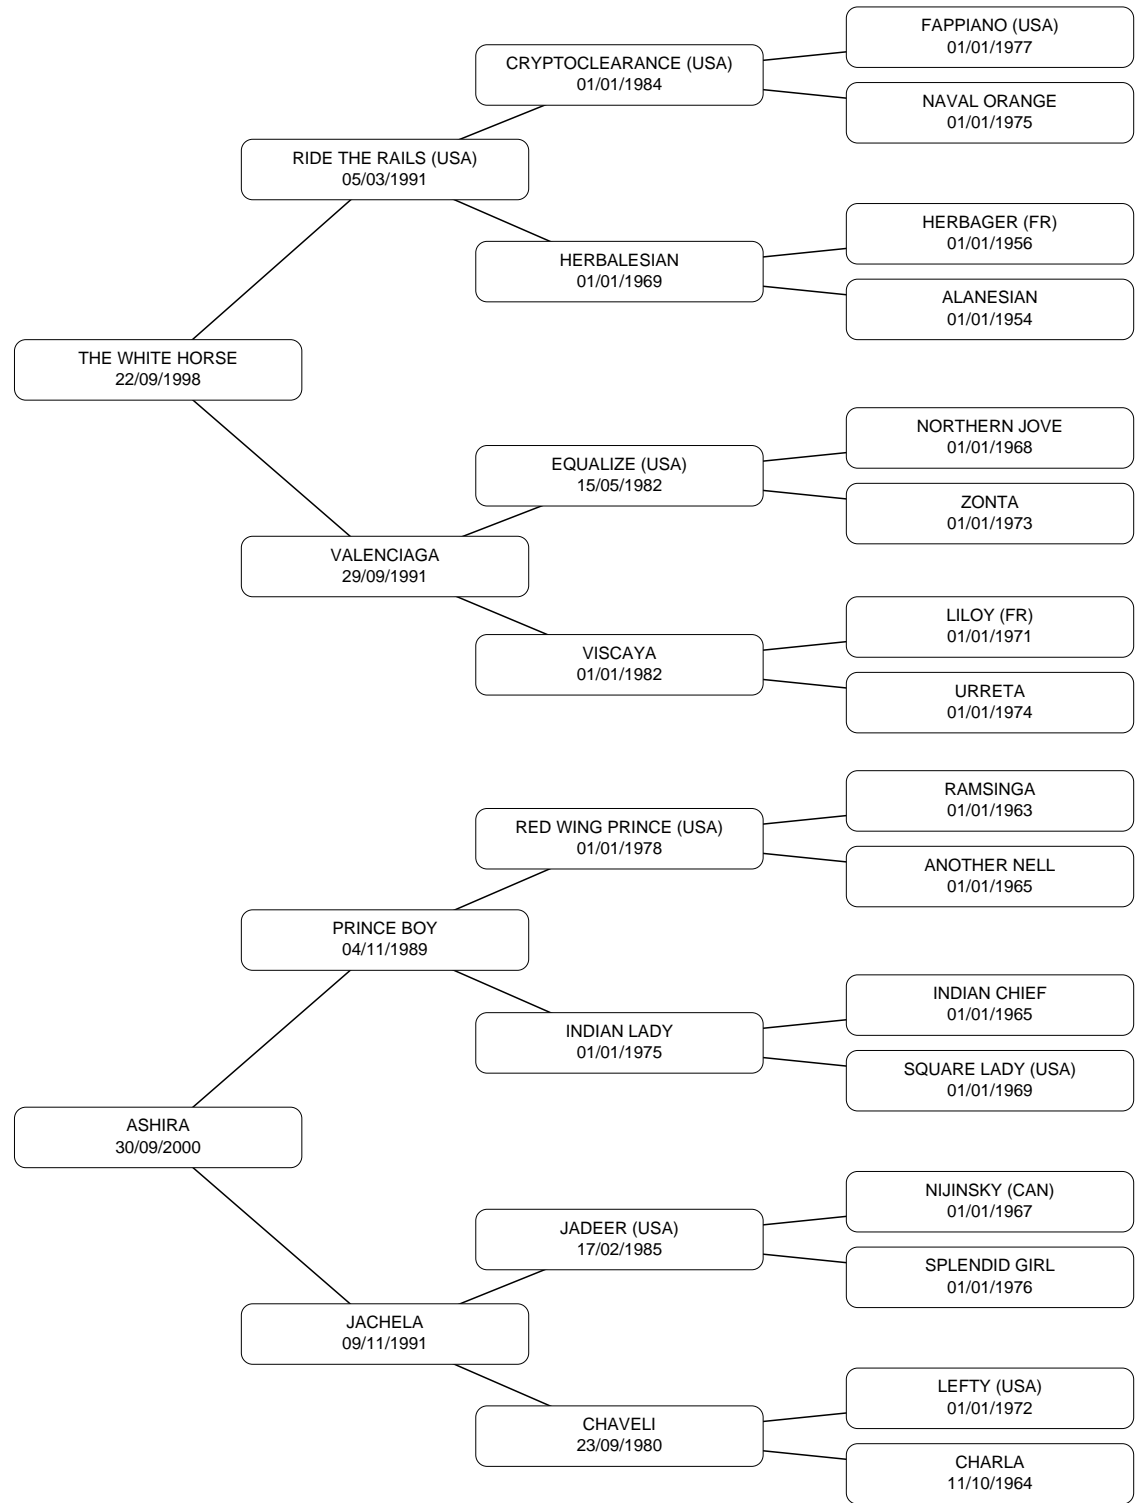 FAPPIANO (USA)
01/01/1977
CRYPTOCLEARANCE (USA)
01/01/1984
NAVAL ORANGE
01/01/1975
RIDE THE RAILS (USA)
05/03/1991
HERBAGER (FR)
01/01/1956
HERBALESIAN
01/01/1969
ALANESIAN
01/01/1954
THE WHITE HORSE
22/09/1998
NORTHERN JOVE
01/01/1968
EQUALIZE (USA)
15/05/1982
ZONTA
01/01/1973
VALENCIAGA
29/09/1991
LILOY (FR)
01/01/1971
VISCAYA
01/01/1982
URRETA
01/01/1974
RAMSINGA
01/01/1963
RED WING PRINCE (USA)
01/01/1978
ANOTHER NELL
01/01/1965
PRINCE BOY
04/11/1989
INDIAN CHIEF
01/01/1965
INDIAN LADY
01/01/1975
SQUARE LADY (USA)
01/01/1969
ASHIRA
30/09/2000
NIJINSKY (CAN)
01/01/1967
JADEER (USA)
17/02/1985
SPLENDID GIRL
01/01/1976
JACHELA
09/11/1991
LEFTY (USA)
01/01/1972
CHAVELI
23/09/1980
CHARLA
11/10/1964